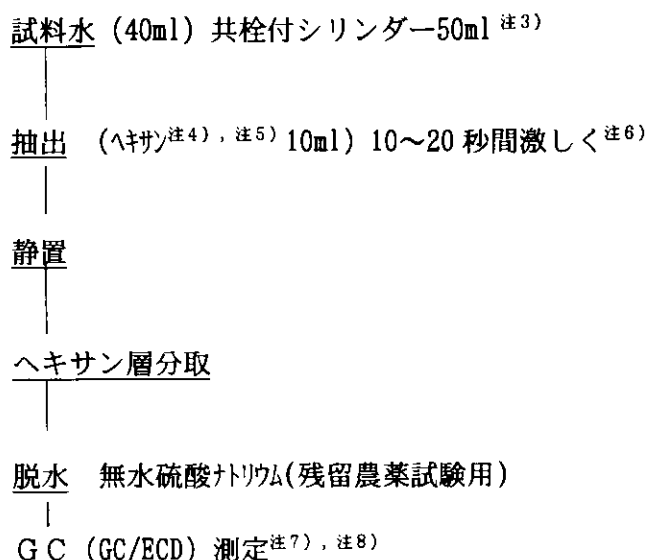 試料水 (40ml) 共栓付シリンダー50ml 注3)
抽出 (ﾍｷｻﾝ注4) , 注5) 10ml) 10～20 秒間激しく注6)
静置
ヘキサン層分取
脱水 無水硫酸ﾅﾄﾘｳﾑ(残留農薬試験用)
ＧＣ (GC/ECD) 測定注7) , 注8)